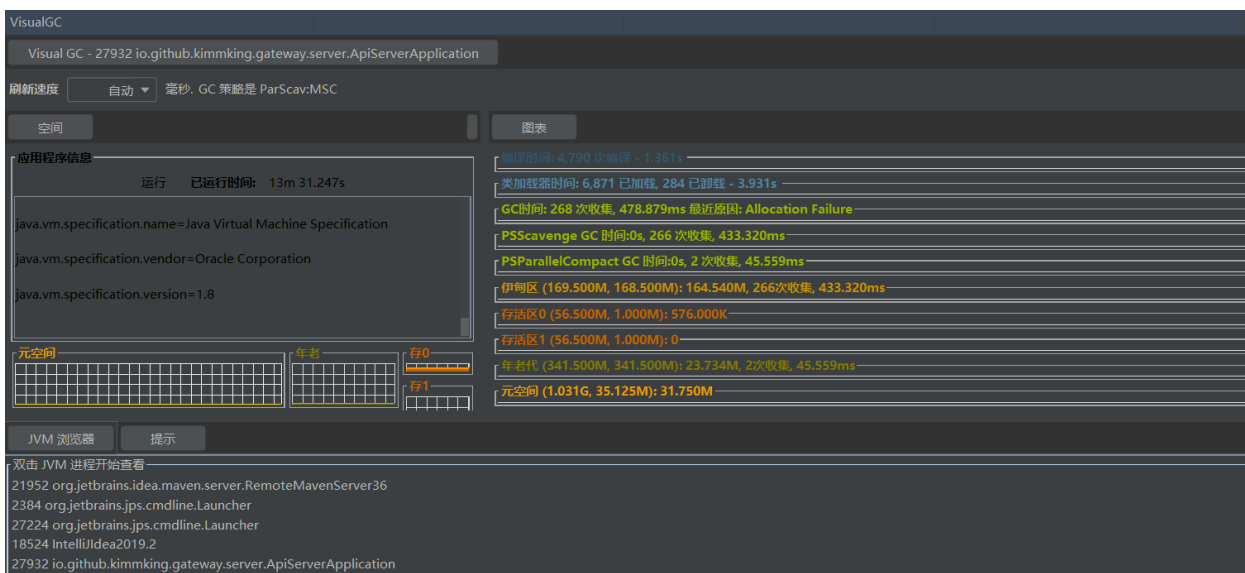 VisualGC
Visual GC - 27932 io.github.kimmking.gateway.server.ApiServerApplication
刷新速度 自动 毫秒. GC 策略是 ParScav:MSC
空间
应用程序信息
运行 已运行时间: 13m 31.247s
java.vm.specification.name=Java Virtual Machine Specification
java.vm.specification.vendor=Oracle Corporation
java.vm.specification.version=1.8
元空间
年老
存0
存1
图表
编译时间: 4,790 次编译 - 1.361s
类加载器时间: 6,871 已加载, 284 已卸载 - 3.931s
GC时间: 268 次收集, 478.879ms 最近原因: Allocation Failure
PSScavenge GC 时间:0s, 266 次收集, 433.320ms
PSParallelCompact GC 时间:0s, 2 次收集, 45.559ms
伊甸区 (169.500M, 168.500M): 164.540M, 266次收集, 433.320ms
存活区0 (56.500M, 1.000M): 576.000K
存活区1 (56.500M, 1.000M): 0
年老代 (341.500M, 341.500M): 23.734M, 2次收集, 45.559ms
元空间 (1.031G, 35.125M): 31.750M
JVM 浏览器
提示
双击 JVM 进程开始查看
21952 org.jetbrains.idea.maven.server.RemoteMavenServer36
2384 org.jetbrains.jps.cmdline.Launcher
27224 org.jetbrains.jps.cmdline.Launcher
18524 IntelliJIdea2019.2
27932 io.github.kimmking.gateway.server.ApiServerApplication